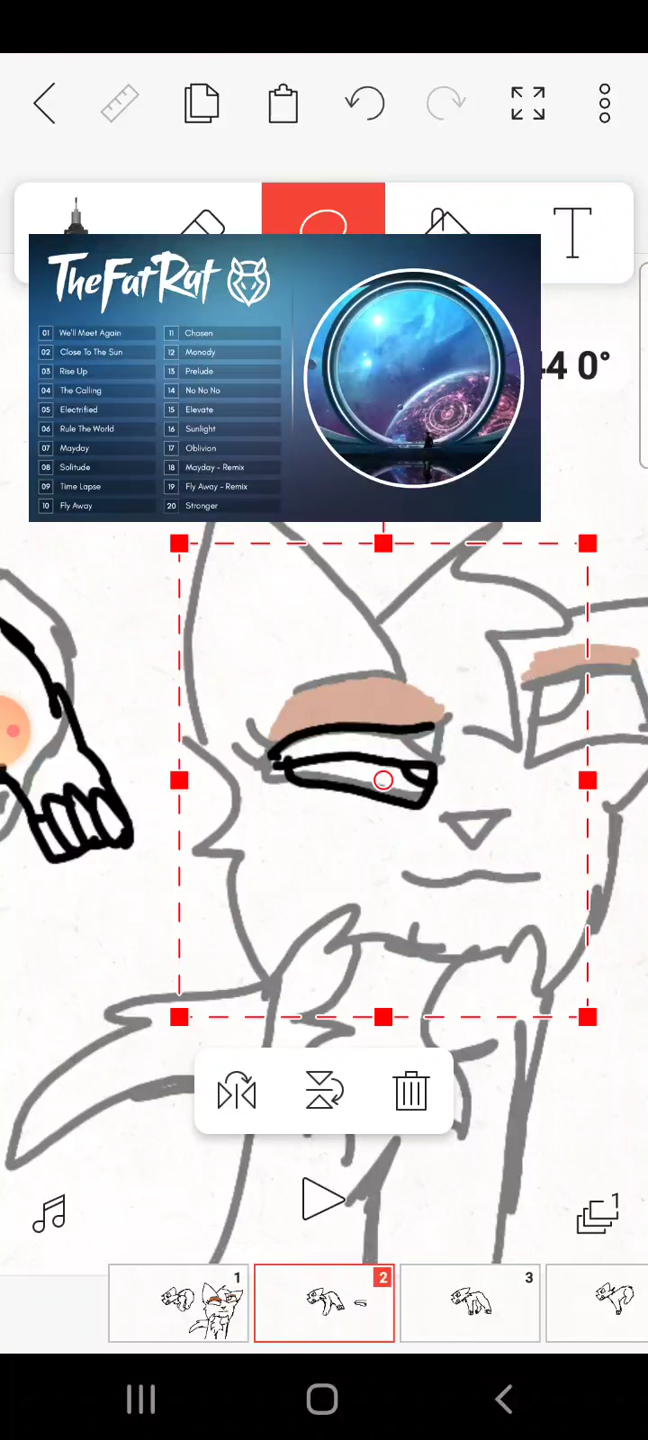 T
TheFatRat
01 We'll Meet Again
02 Close To The Sun
03 Rise Up
04 The Calling
05 Electrified
06 Rule The World
07 Mayday
08 Solitude
09 Time Lapse
10 Fly Away
11 Chosen
12 Monody
13 Prelude
14 No No No
15 Elevate
16 Sunlight
17 Oblivion
18 Mayday - Remix
19 Fly Away - Remix
20 Stronger
44 0°
1
1
2
3